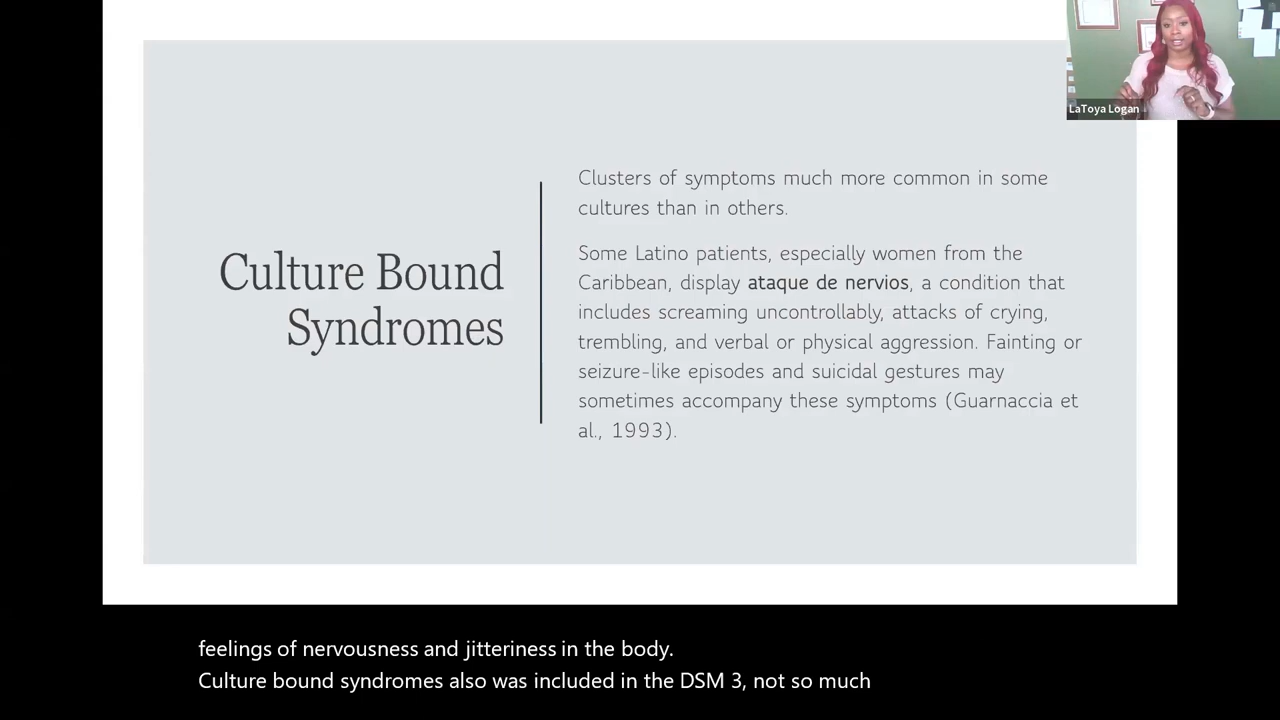 LaToya Logan
Culture Bound
Syndromes
Clusters of symptoms much more common in some
cultures than in others.
Some Latino patients, especially women from the
Caribbean, display ataque de nervios, a condition that
includes screaming uncontrollably, attacks of crying,
trembling, and verbal or physical aggression. Fainting or
seizure-like episodes and suicidal gestures may
sometimes accompany these symptoms (Guarnaccia et
al., 1993).
feelings of nervousness and jitteriness in the body.
Culture bound syndromes also was included in the DSM 3, not so much